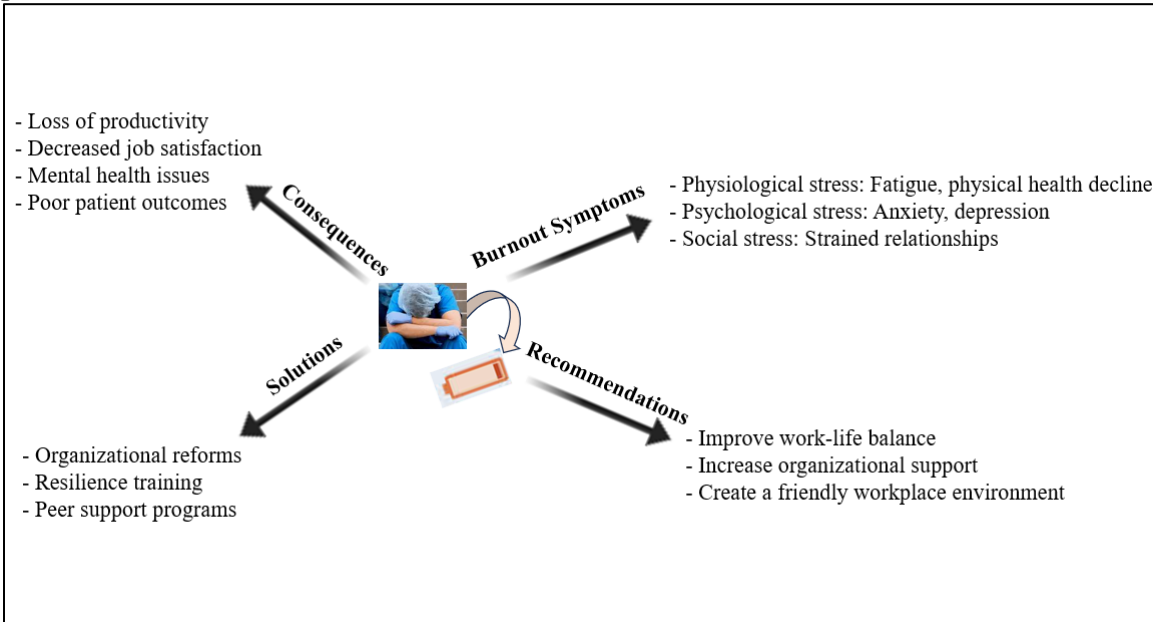 - Loss of productivity
- Decreased job satisfaction
- Mental health issues
- Poor patient outcomes
Consequences
Burnout Symptoms
- Physiological stress: Fatigue, physical health decline
- Psychological stress: Anxiety, depression
- Social stress: Strained relationships
Solutions
- Organizational reforms
- Resilience training
- Peer support programs
Recommendations
- Improve work-life balance
- Increase organizational support
- Create a friendly workplace environment